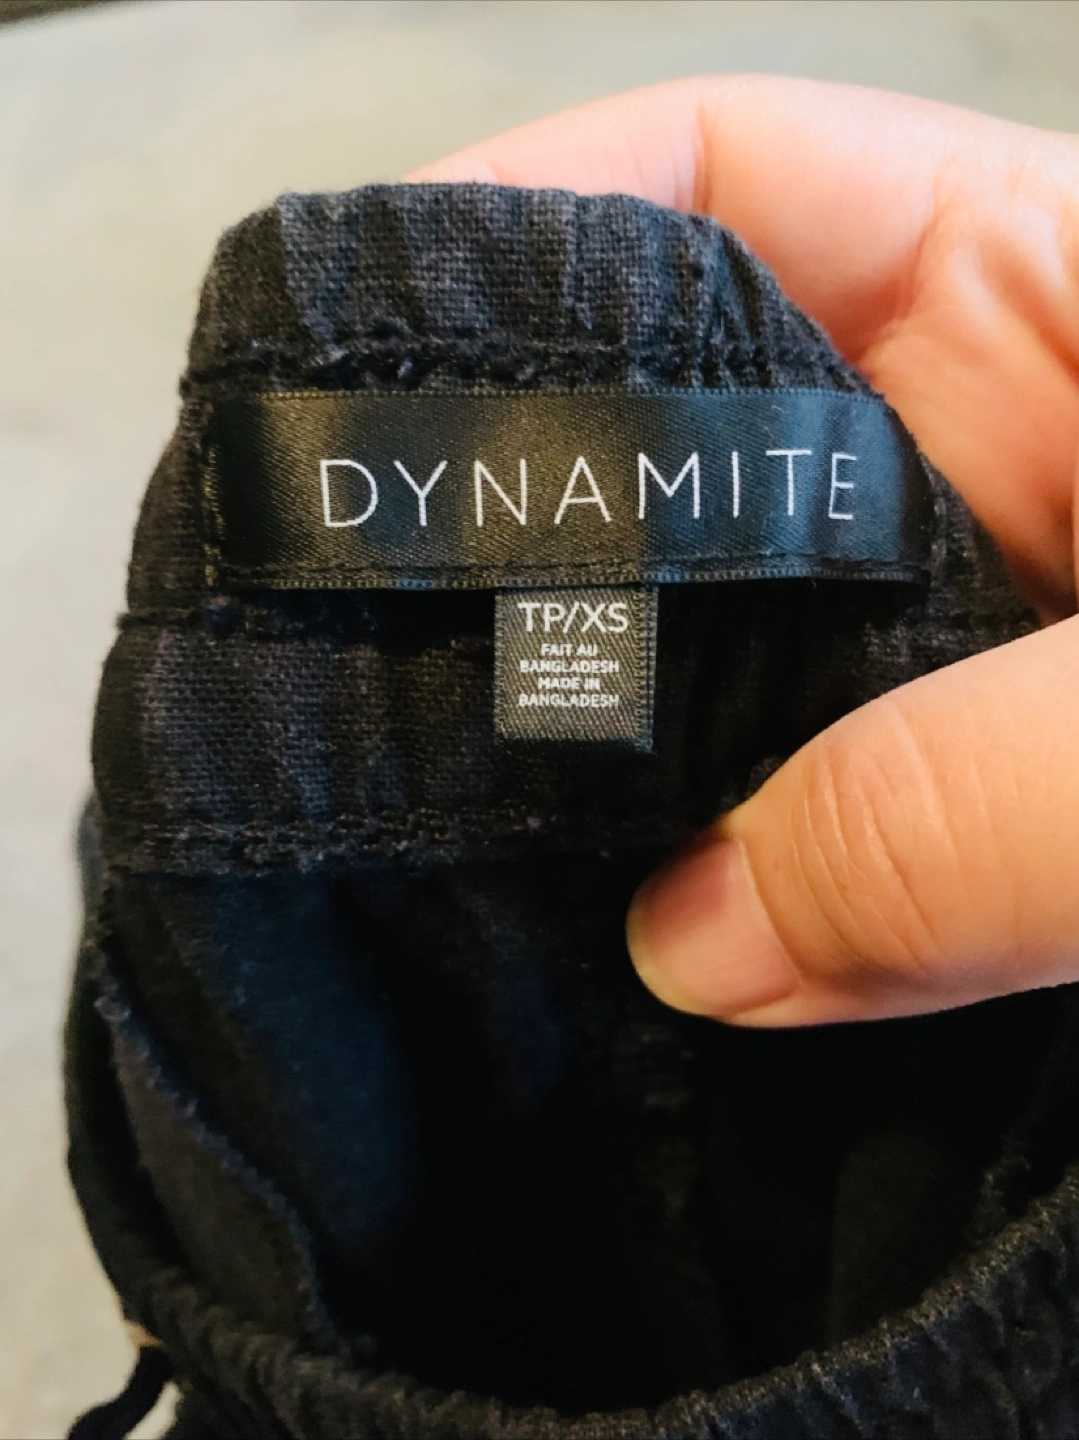 DYNAMITE
TP/XS
FAIT AU
BANGLADESH
MADE IN
BANGLADESH